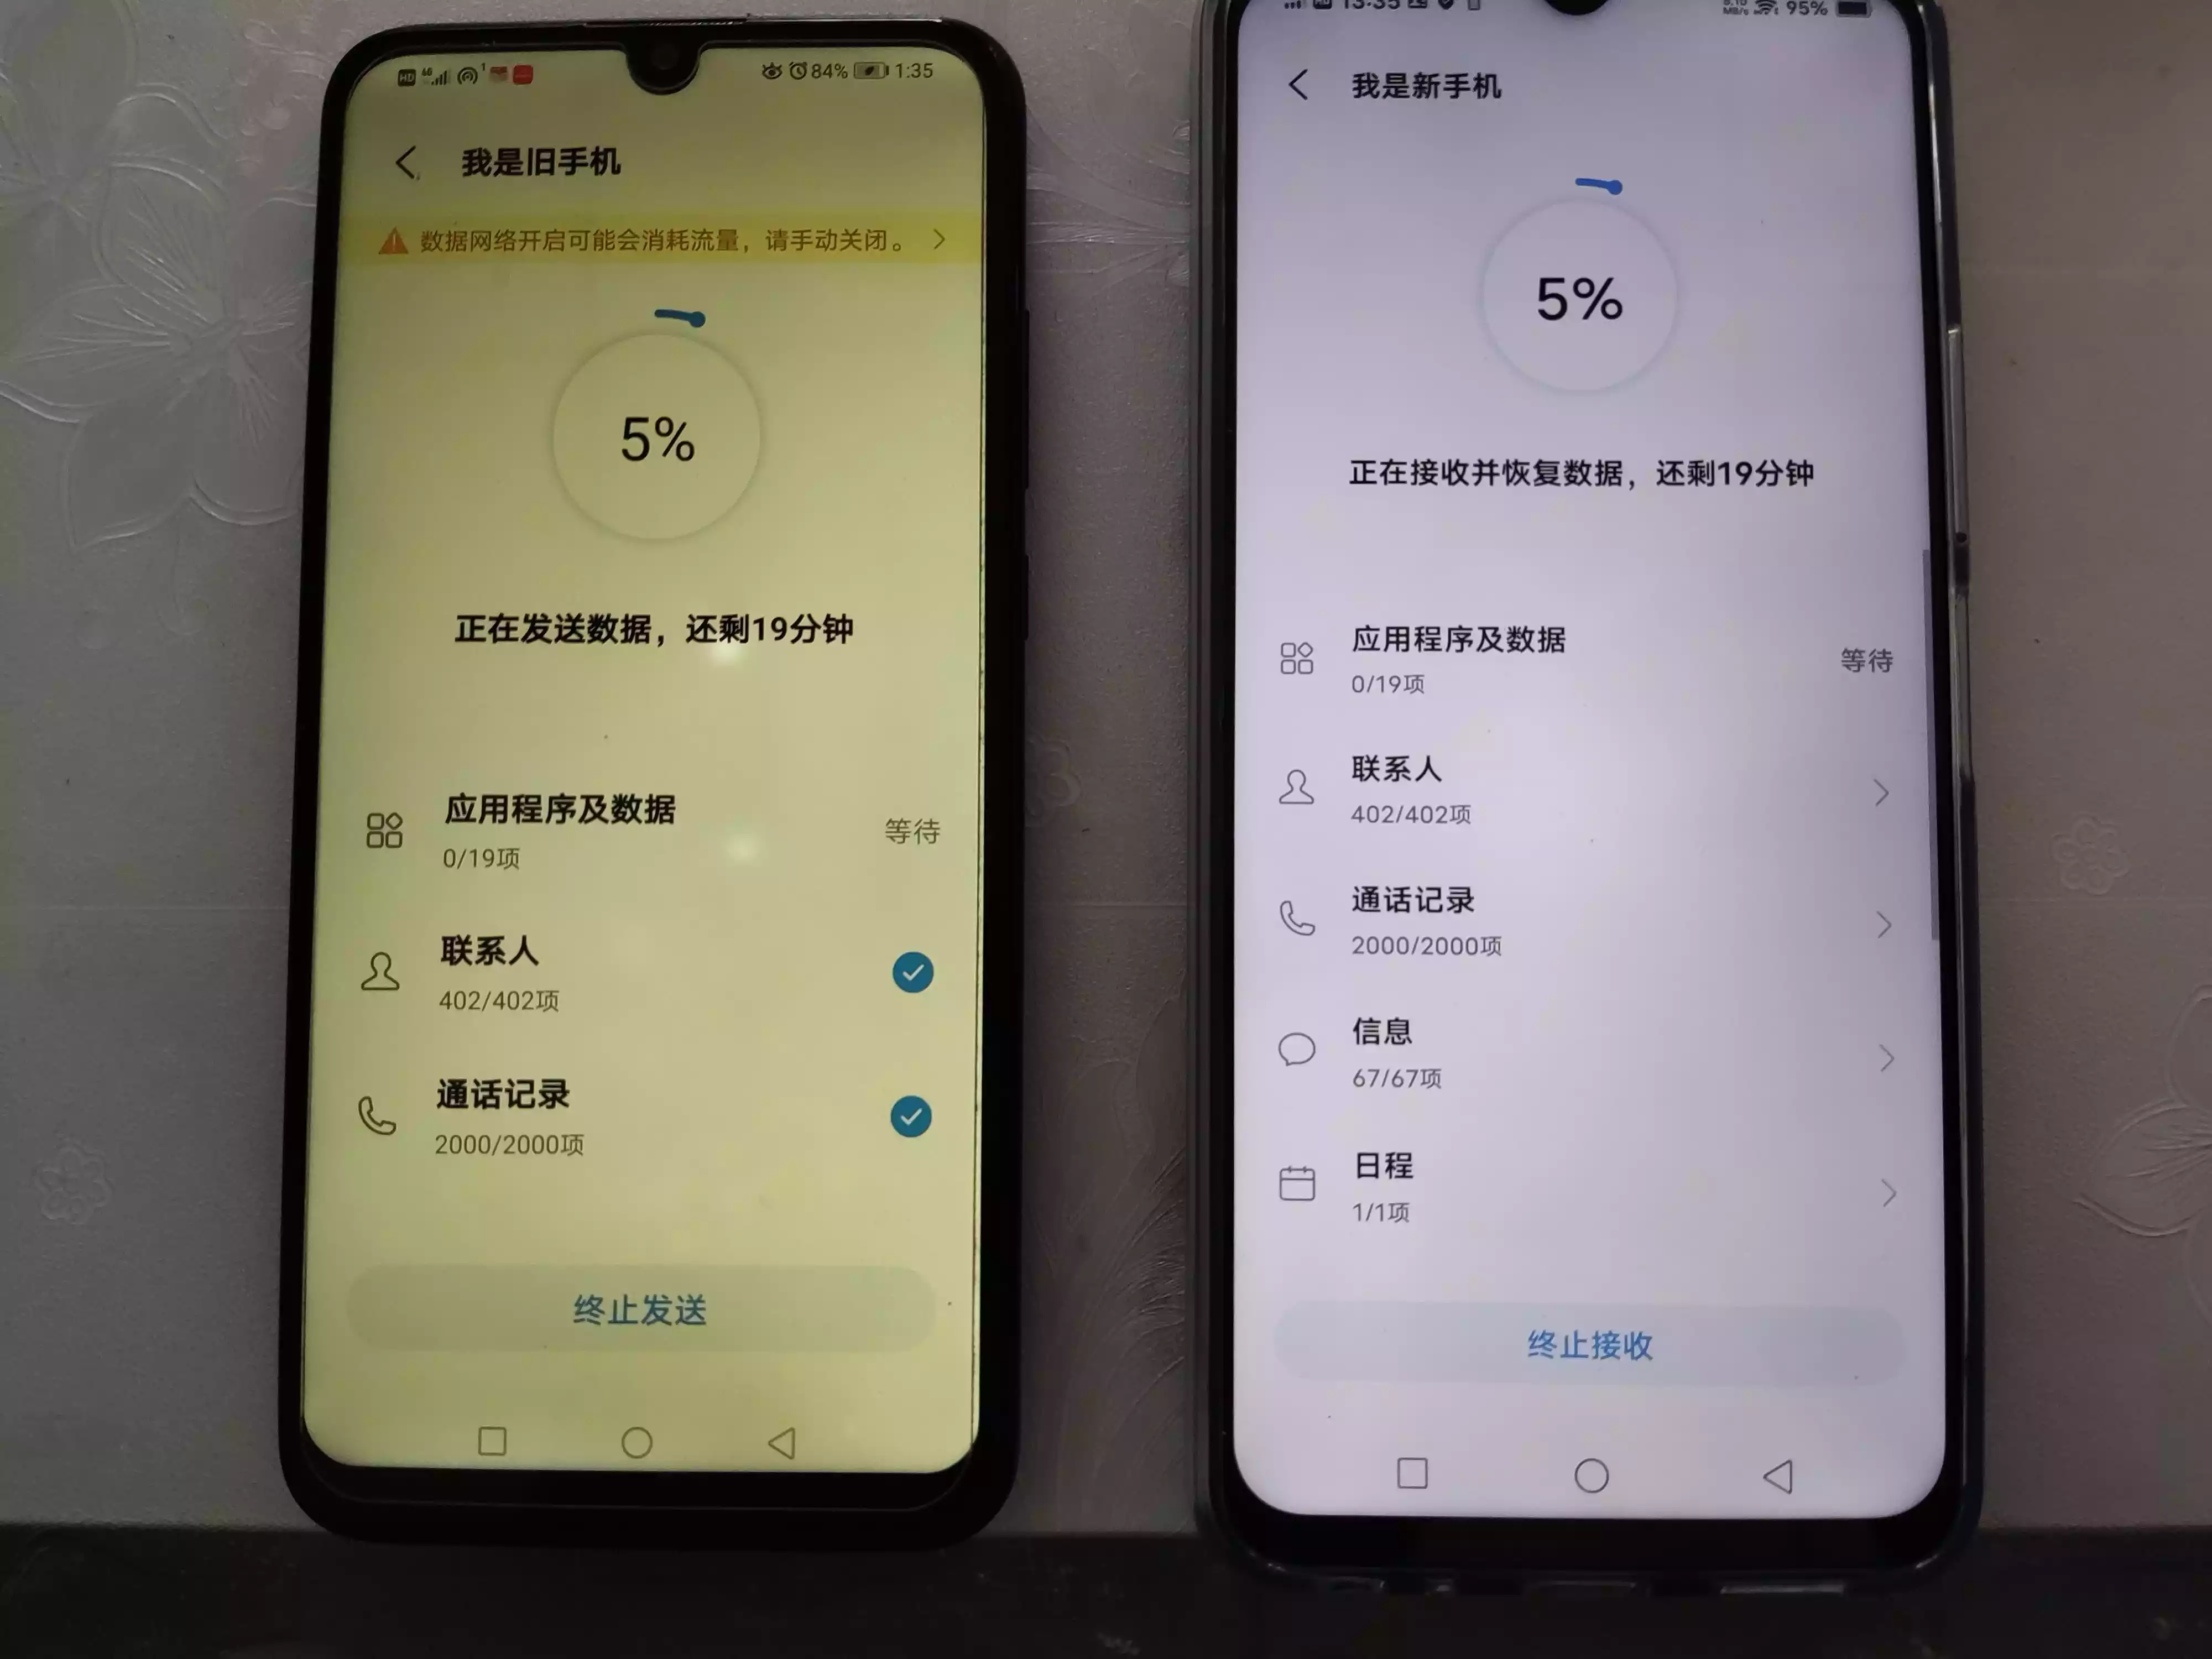 HD 46 1 84% 1:35
我是旧手机
数据网络开启可能会消耗流量，请手动关闭。
5%
正在发送数据，还剩19分钟
应用程序及数据
0/19项
等待
联系人
402/402项
通话记录
2000/2000项
终止发送
13:35 MB/s 95%
我是新手机
5%
正在接收并恢复数据，还剩19分钟
应用程序及数据
0/19项
等待
联系人
402/402项
通话记录
2000/2000项
信息
67/67项
日程
1/1项
终止接收